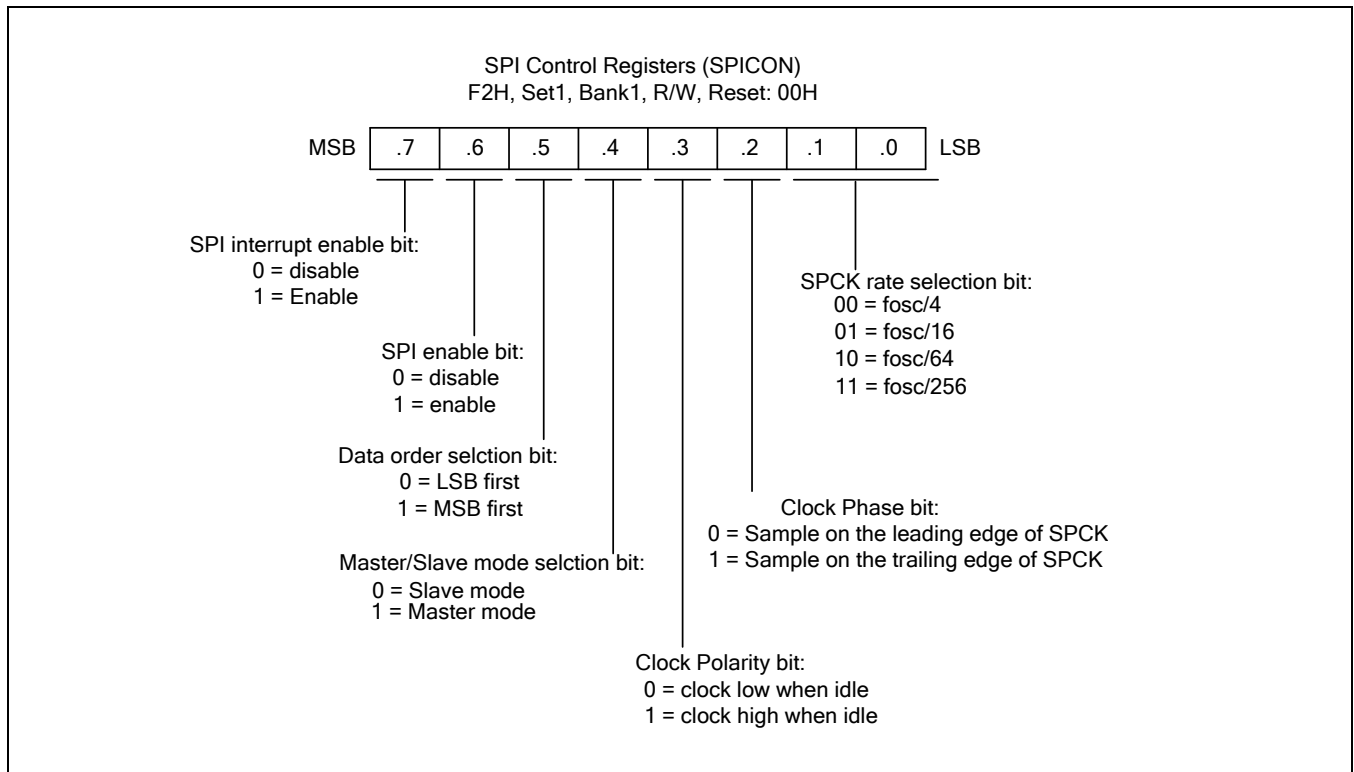 SPI Control Registers (SPICON)
F2H, Set1, Bank1, R/W, Reset: 00H
MSB .7 .6 .5 .4 .3 .2 .1 .0 LSB
SPI interrupt enable bit:
0 = disable
1 = Enable
SPCK rate selection bit:
00 = fosc/4
01 = fosc/16
10 = fosc/64
11 = fosc/256
SPI enable bit:
0 = disable
1 = enable
Data order selction bit:
0 = LSB first
1 = MSB first
Clock Phase bit:
0 = Sample on the leading edge of SPCK
1 = Sample on the trailing edge of SPCK
Master/Slave mode selction bit:
0 = Slave mode
1 = Master mode
Clock Polarity bit:
0 = clock low when idle
1 = clock high when idle